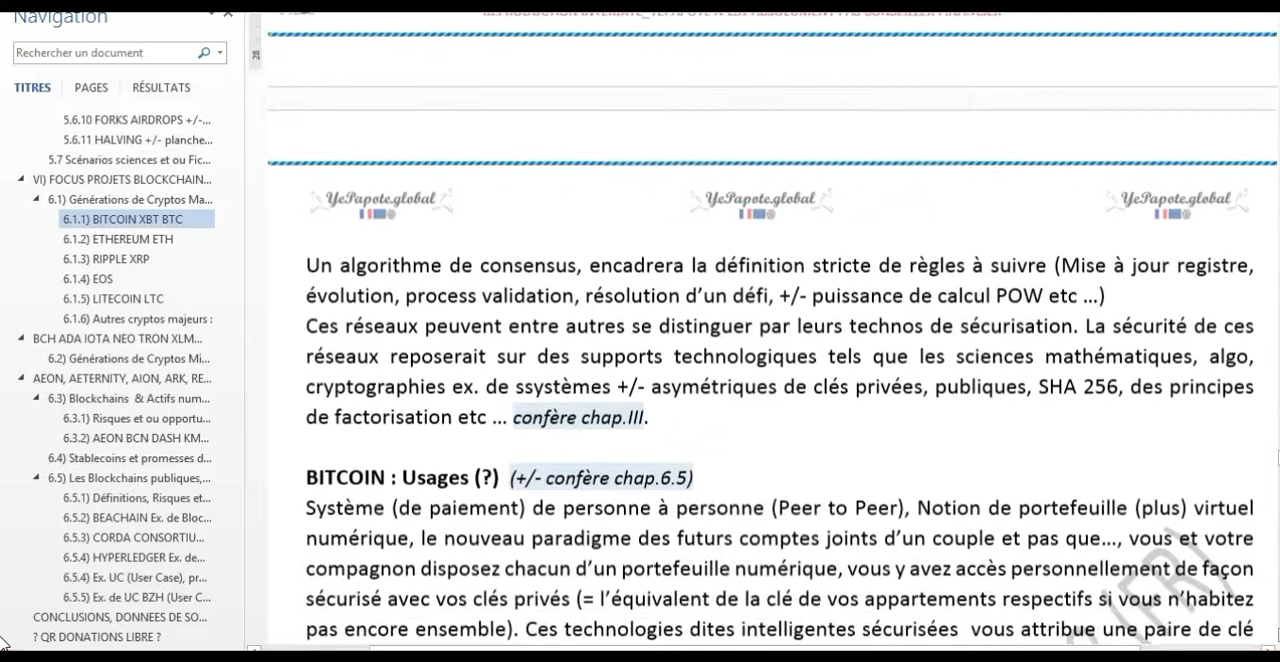 Navigation
Rechercher un document
TITRES PAGES RÉSULTATS
5.6.10 FORKS AIRDROPS +/-...
5.6.11 HALVING +/- planche...
5.7 Scénarios sciences et ou Fic...
VI) FOCUS PROJETS BLOCKCHAIN...
6.1) Générations de Cryptos Ma...
6.1.1) BITCOIN XBT BTC
6.1.2) ETHEREUM ETH
6.1.3) RIPPLE XRP
6.1.4) EOS
6.1.5) LITECOIN LTC
6.1.6) Autres cryptos majeurs :
BCH ADA IOTA NEO TRON XLM...
6.2) Générations de Cryptos Mi...
AEON, AETERNITY, AION, ARK, RE...
6.3) Blockchains & Actifs num...
6.3.1) Risques et ou opportu...
6.3.2) AEON BCN DASH KM...
6.4) Stablecoins et promesses d...
6.5) Les Blockchains publiques,...
6.5.1) Définitions, Risques et...
6.5.2) BEACHAIN Ex. de Bloc...
6.5.3) CORDA CONSORTIU...
6.5.4) HYPERLEDGER Ex. de...
6.5.4) Ex. UC (User Case), pr...
6.5.5) Ex. de UC BZH (User C...
CONCLUSIONS, DONNEES DE SO...
? QR DONATIONS LIBRE ?
28
YePapote.global YePapote.global YePapote.global
Un algorithme de consensus, encadrera la définition stricte de règles à suivre (Mise à jour registre,
évolution, process validation, résolution d'un défi, +/- puissance de calcul POW etc ...)
Ces réseaux peuvent entre autres se distinguer par leurs technos de sécurisation. La sécurité de ces
réseaux reposerait sur des supports technologiques tels que les sciences mathématiques, algo,
cryptographies ex. de ssystèmes +/- asymétriques de clés privées, publiques, SHA 256, des principes
de factorisation etc ... confère chap.III.
BITCOIN : Usages (?) (+/- confère chap.6.5)
Système (de paiement) de personne à personne (Peer to Peer), Notion de portefeuille (plus) virtuel
numérique, le nouveau paradigme des futurs comptes joints d'un couple et pas que..., vous et votre
compagnon disposez chacun d'un portefeuille numérique, vous y avez accès personnellement de façon
sécurisé avec vos clés privés (= l'équivalent de la clé de vos appartements respectifs si vous n'habitez
pas encore ensemble). Ces technologies dites intelligentes sécurisées vous attribue une paire de clé
(FR)